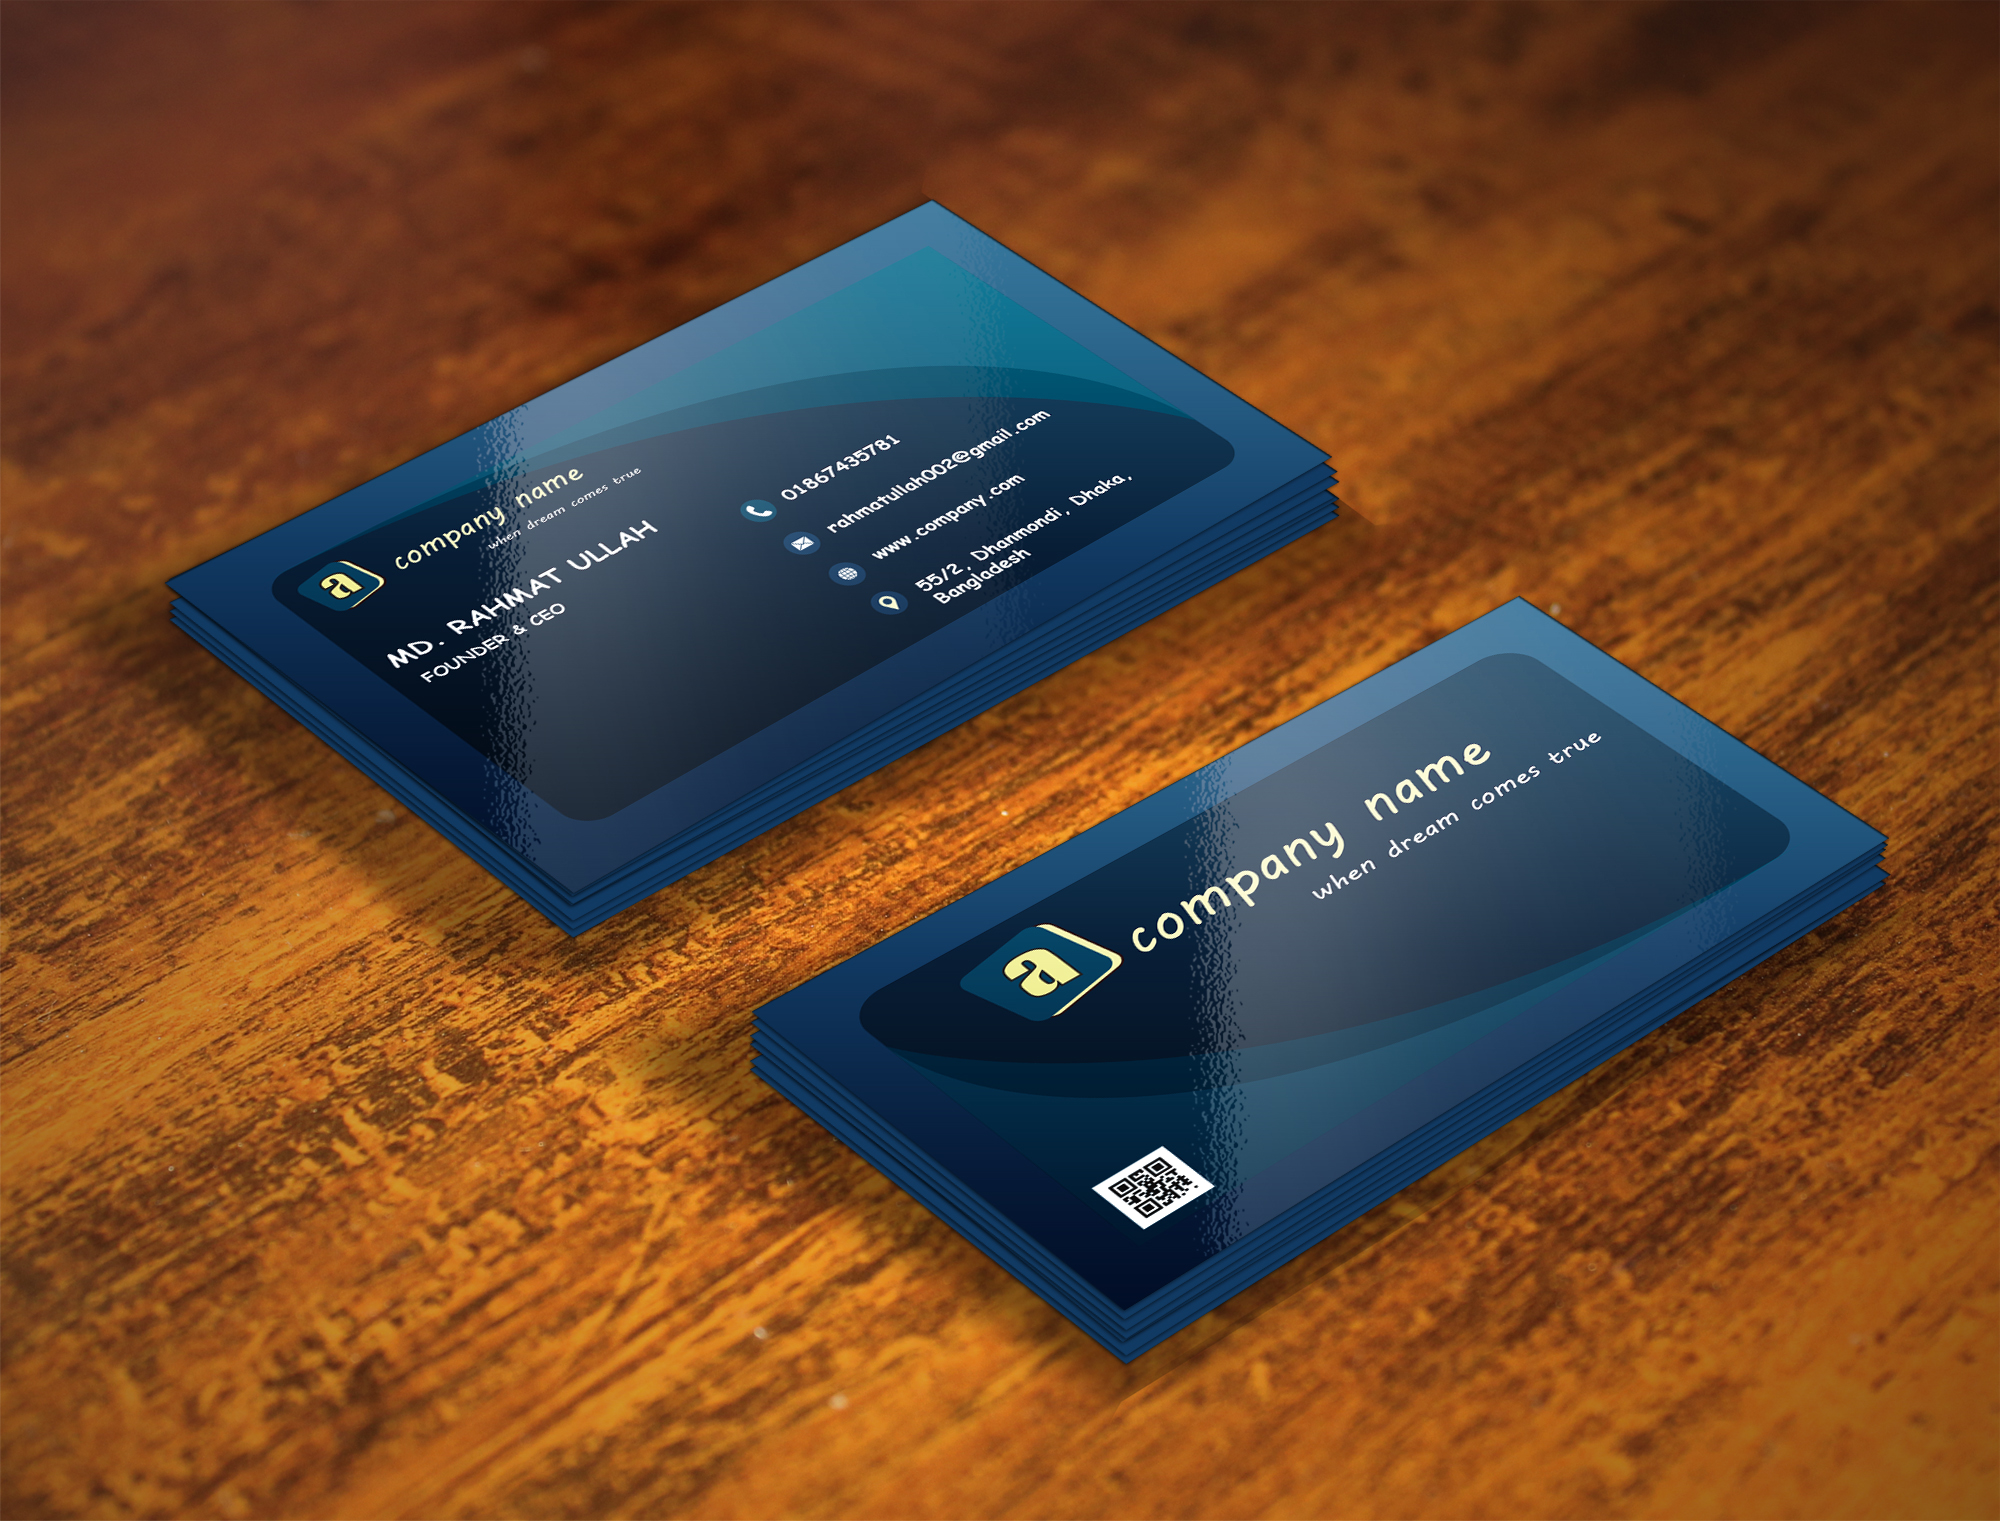 a
company name
when dream comes true
MD. RAHMAT ULLAH
FOUNDER & CEO
01867435781
rahmatullah002@gmail.com
www.company.com
55/2, Dhanmondi, Dhaka,
Bangladesh
a
company name
when dream comes true